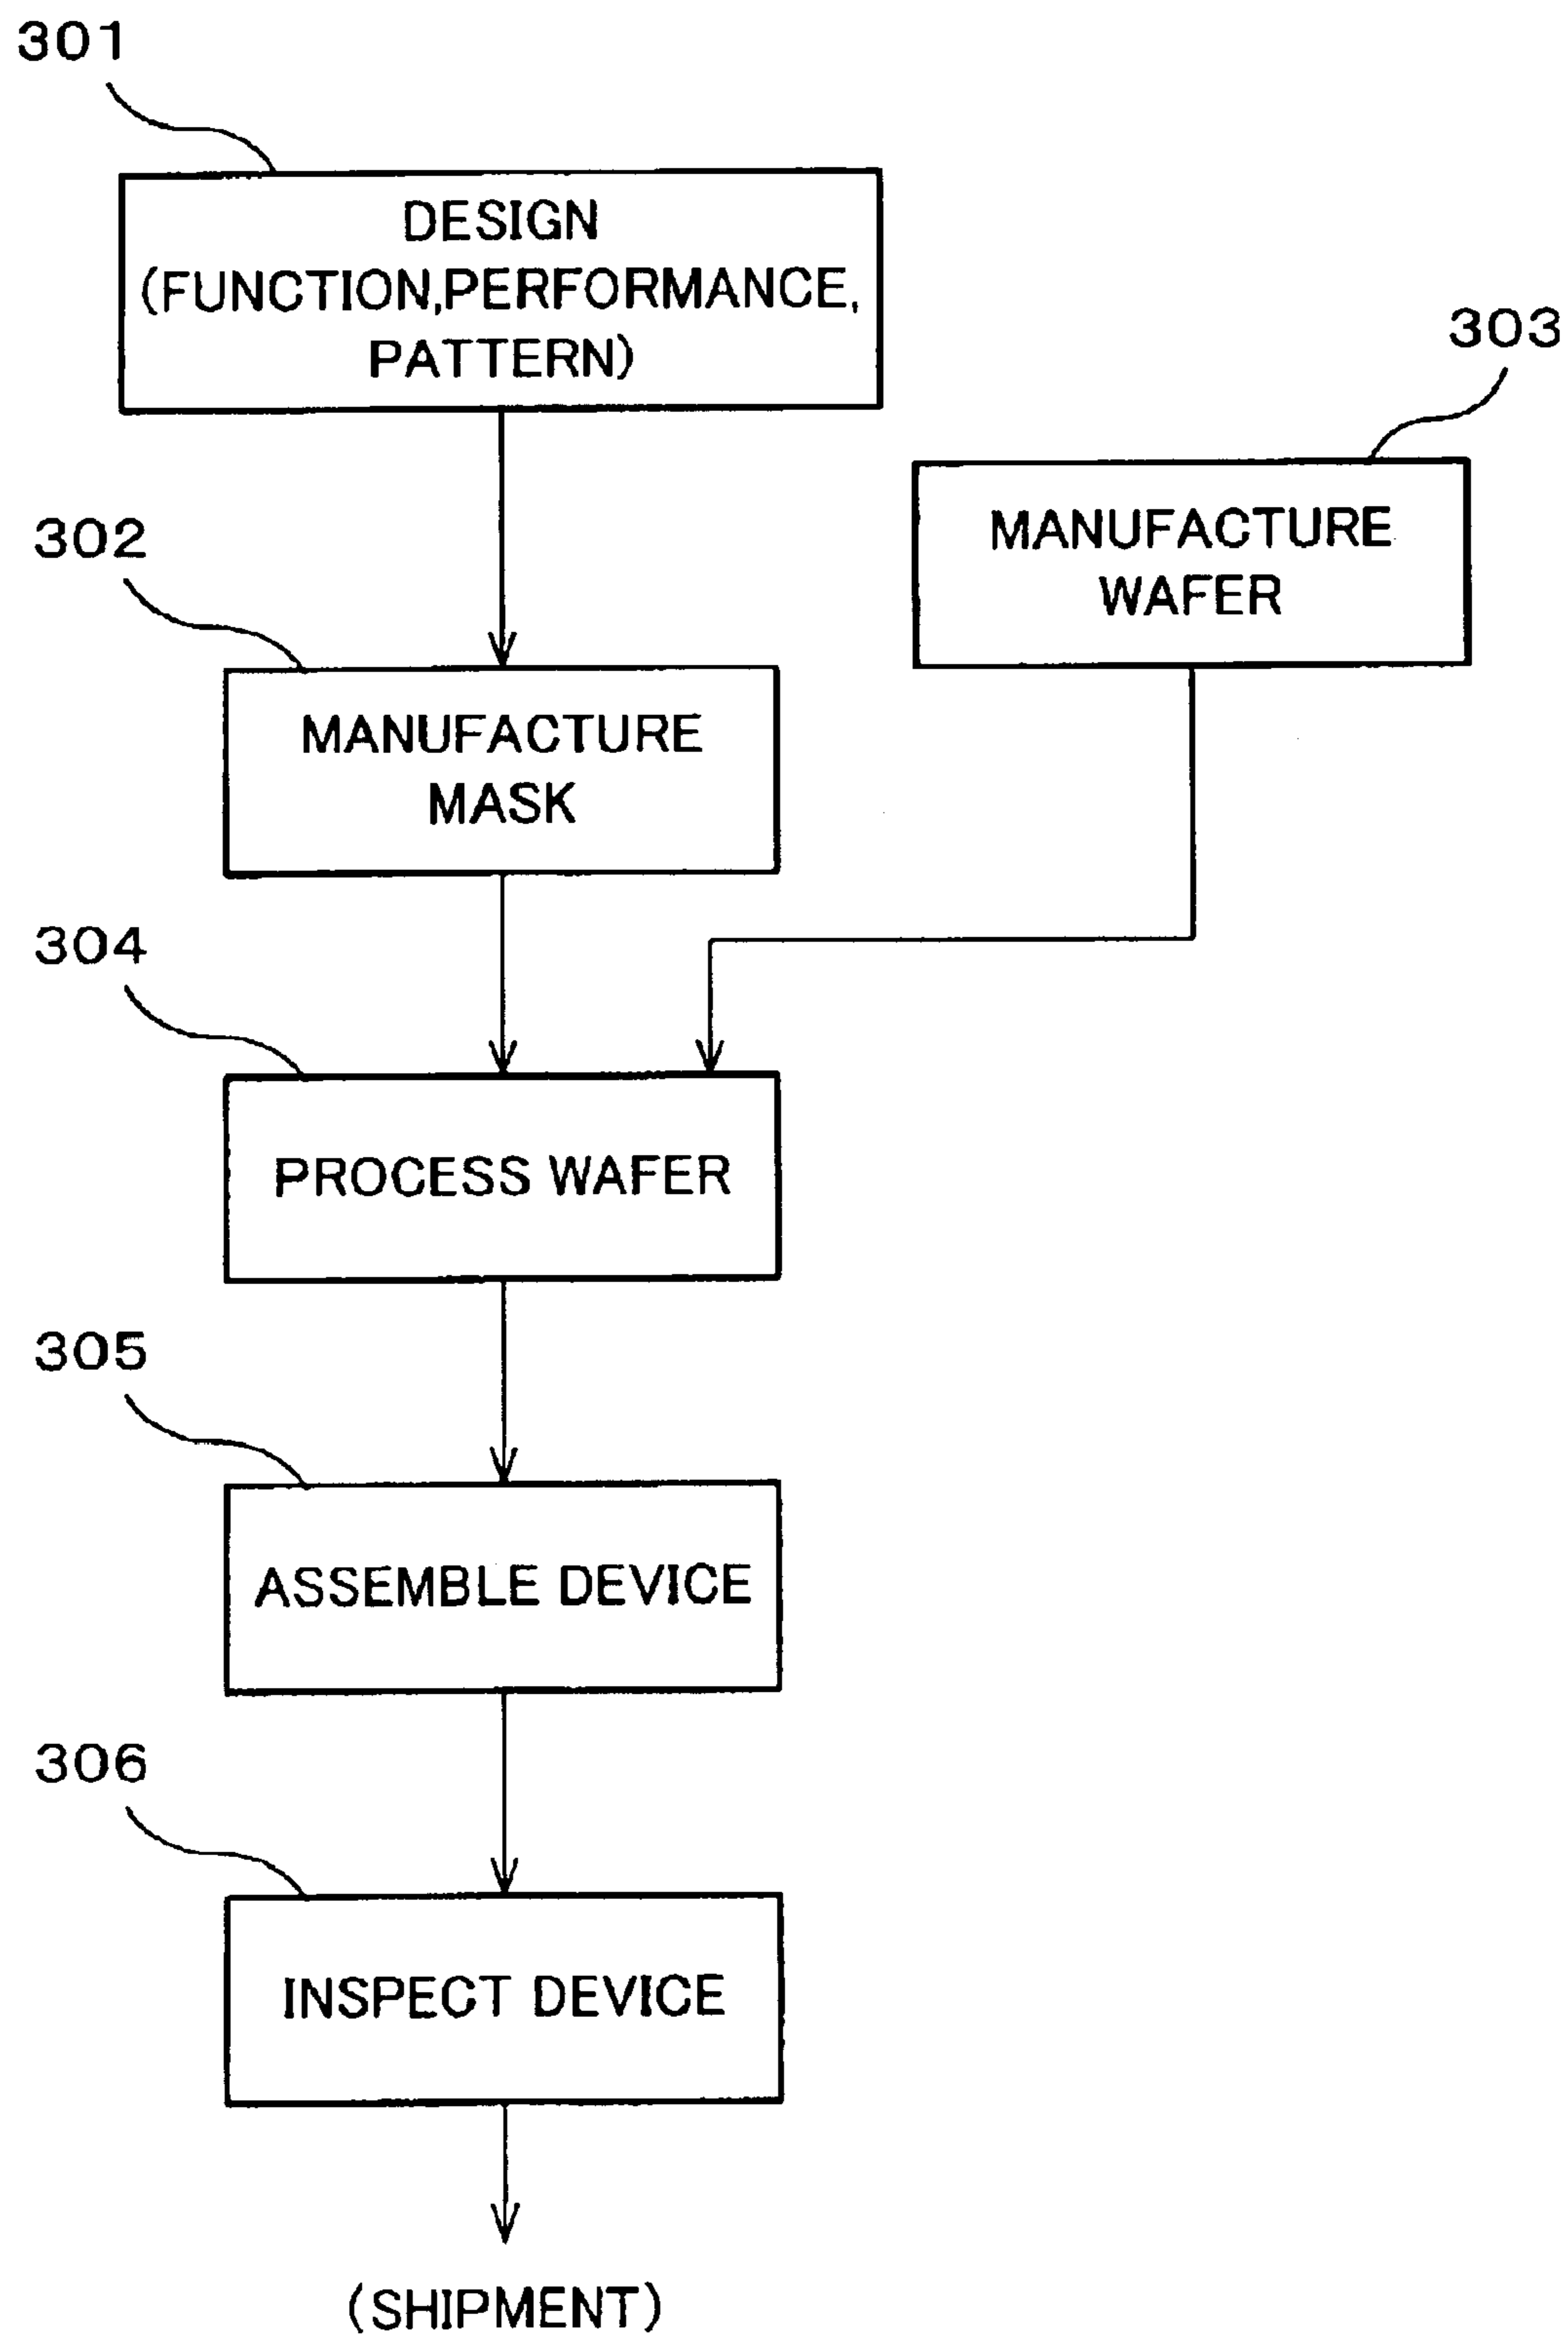 301
DESIGN
(FUNCTION,PERFORMANCE,
PATTERN)
303
MANUFACTURE
WAFER
302
MANUFACTURE
MASK
304
PROCESS WAFER
305
ASSEMBLE DEVICE
306
INSPECT DEVICE
(SHIPMENT)